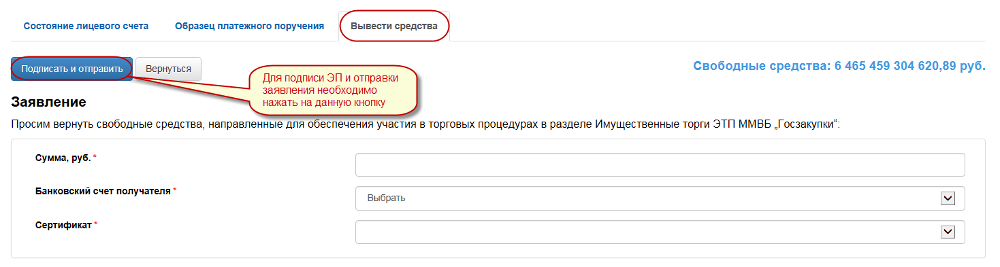 Состояние лицевого счета Образец платежного поручения Вывести средства
Подписать и отправить Вернуться Свободные средства: 6 465 459 304 620,89 руб.
Для подписи ЭП и отправки
заявления необходимо
нажать на данную кнопку
Заявление
Просим вернуть свободные средства, направленные для обеспечения участия в торговых процедурах в разделе Имущественные торги ЭТП ММВБ „Госзакупки“:
Сумма, руб. *
Банковский счет получателя * Выбрать
Сертификат *